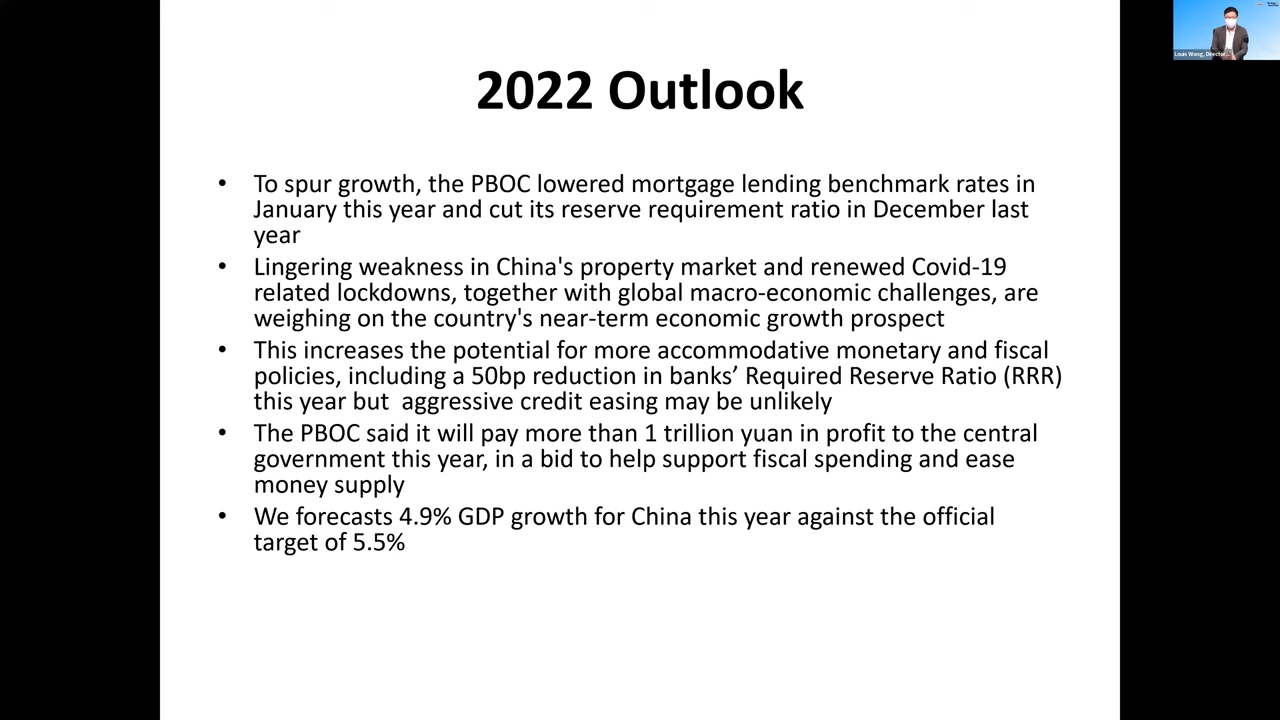 2022 Outlook
• To spur growth, the PBOC lowered mortgage lending benchmark rates in
January this year and cut its reserve requirement ratio in December last
year
• Lingering weakness in China's property market and renewed Covid-19
related lockdowns, together with global macro-economic challenges, are
weighing on the country's near-term economic growth prospect
• This increases the potential for more accommodative monetary and fiscal
policies, including a 50bp reduction in banks’ Required Reserve Ratio (RRR)
this year but  aggressive credit easing may be unlikely
• The PBOC said it will pay more than 1 trillion yuan in profit to the central
government this year, in a bid to help support fiscal spending and ease
money supply
• We forecasts 4.9% GDP growth for China this year against the official
target of 5.5%
Louis Wong, Director...